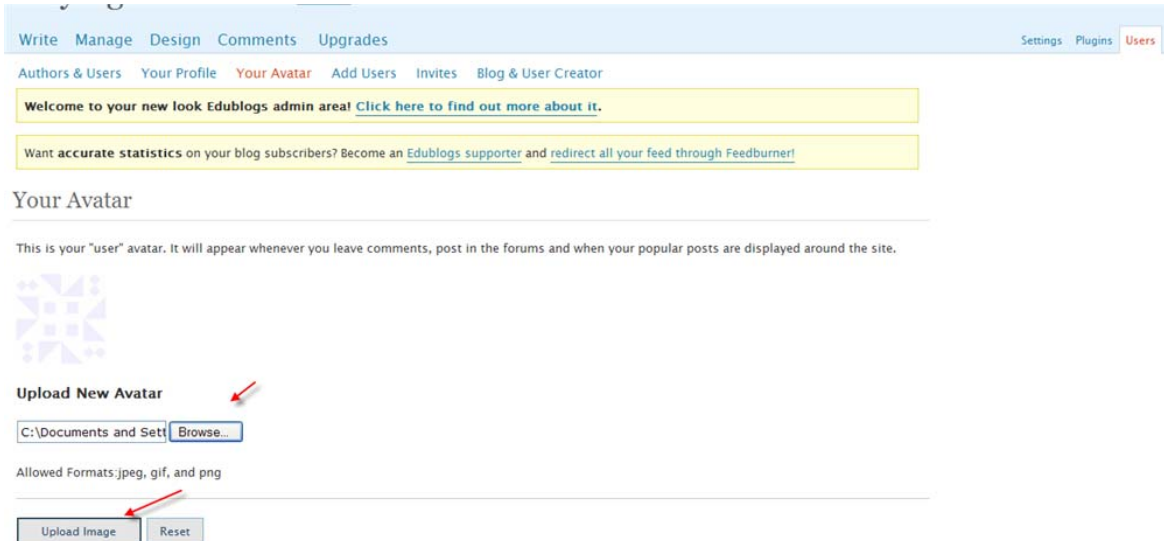 Write Manage Design Comments Upgrades Settings Plugins Users
Authors & Users Your Profile Your Avatar Add Users Invites Blog & User Creator
Welcome to your new look Edublogs admin area! Click here to find out more about it.
Want accurate statistics on your blog subscribers? Become an Edublogs supporter and redirect all your feed through Feedburner!
Your Avatar
This is your "user" avatar. It will appear whenever you leave comments, post in the forums and when your popular posts are displayed around the site.
Upload New Avatar
C:\Documents and Sett Browse...
Allowed Formats:jpeg, gif, and png
Upload Image Reset